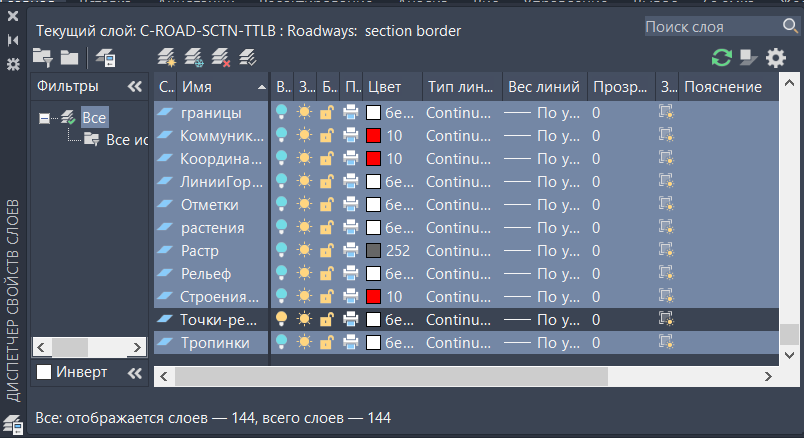 Текущий слой: C-ROAD-SCTN-TTLB : Roadways: section border
Поиск слоя
Фильтры
Все
Все ис
Инверт
С. Имя В. З.. Б.. П.. Цвет Тип лин... Вес линий Прозр... З.. Пояснение
границы бе... Continu... По у... 0
Коммуник... 10 Continu... По у... 0
Координа... 10 Continu... По у... 0
ЛинииГор... бе... Continu... По у... 0
Отметки бе... Continu... По у... 0
растения бе... Continu... По у... 0
Растр 252 Continu... По у... 0
Рельеф бе... Continu... По у... 0
Строения... 10 Continu... По у... 0
Точки-ре... бе... Continu... По у... 0
Тропинки бе... Continu... По у... 0
ДИСПЕТЧЕР СВОЙСТВ СЛОЕВ
Все: отображается слоев — 144, всего слоев — 144